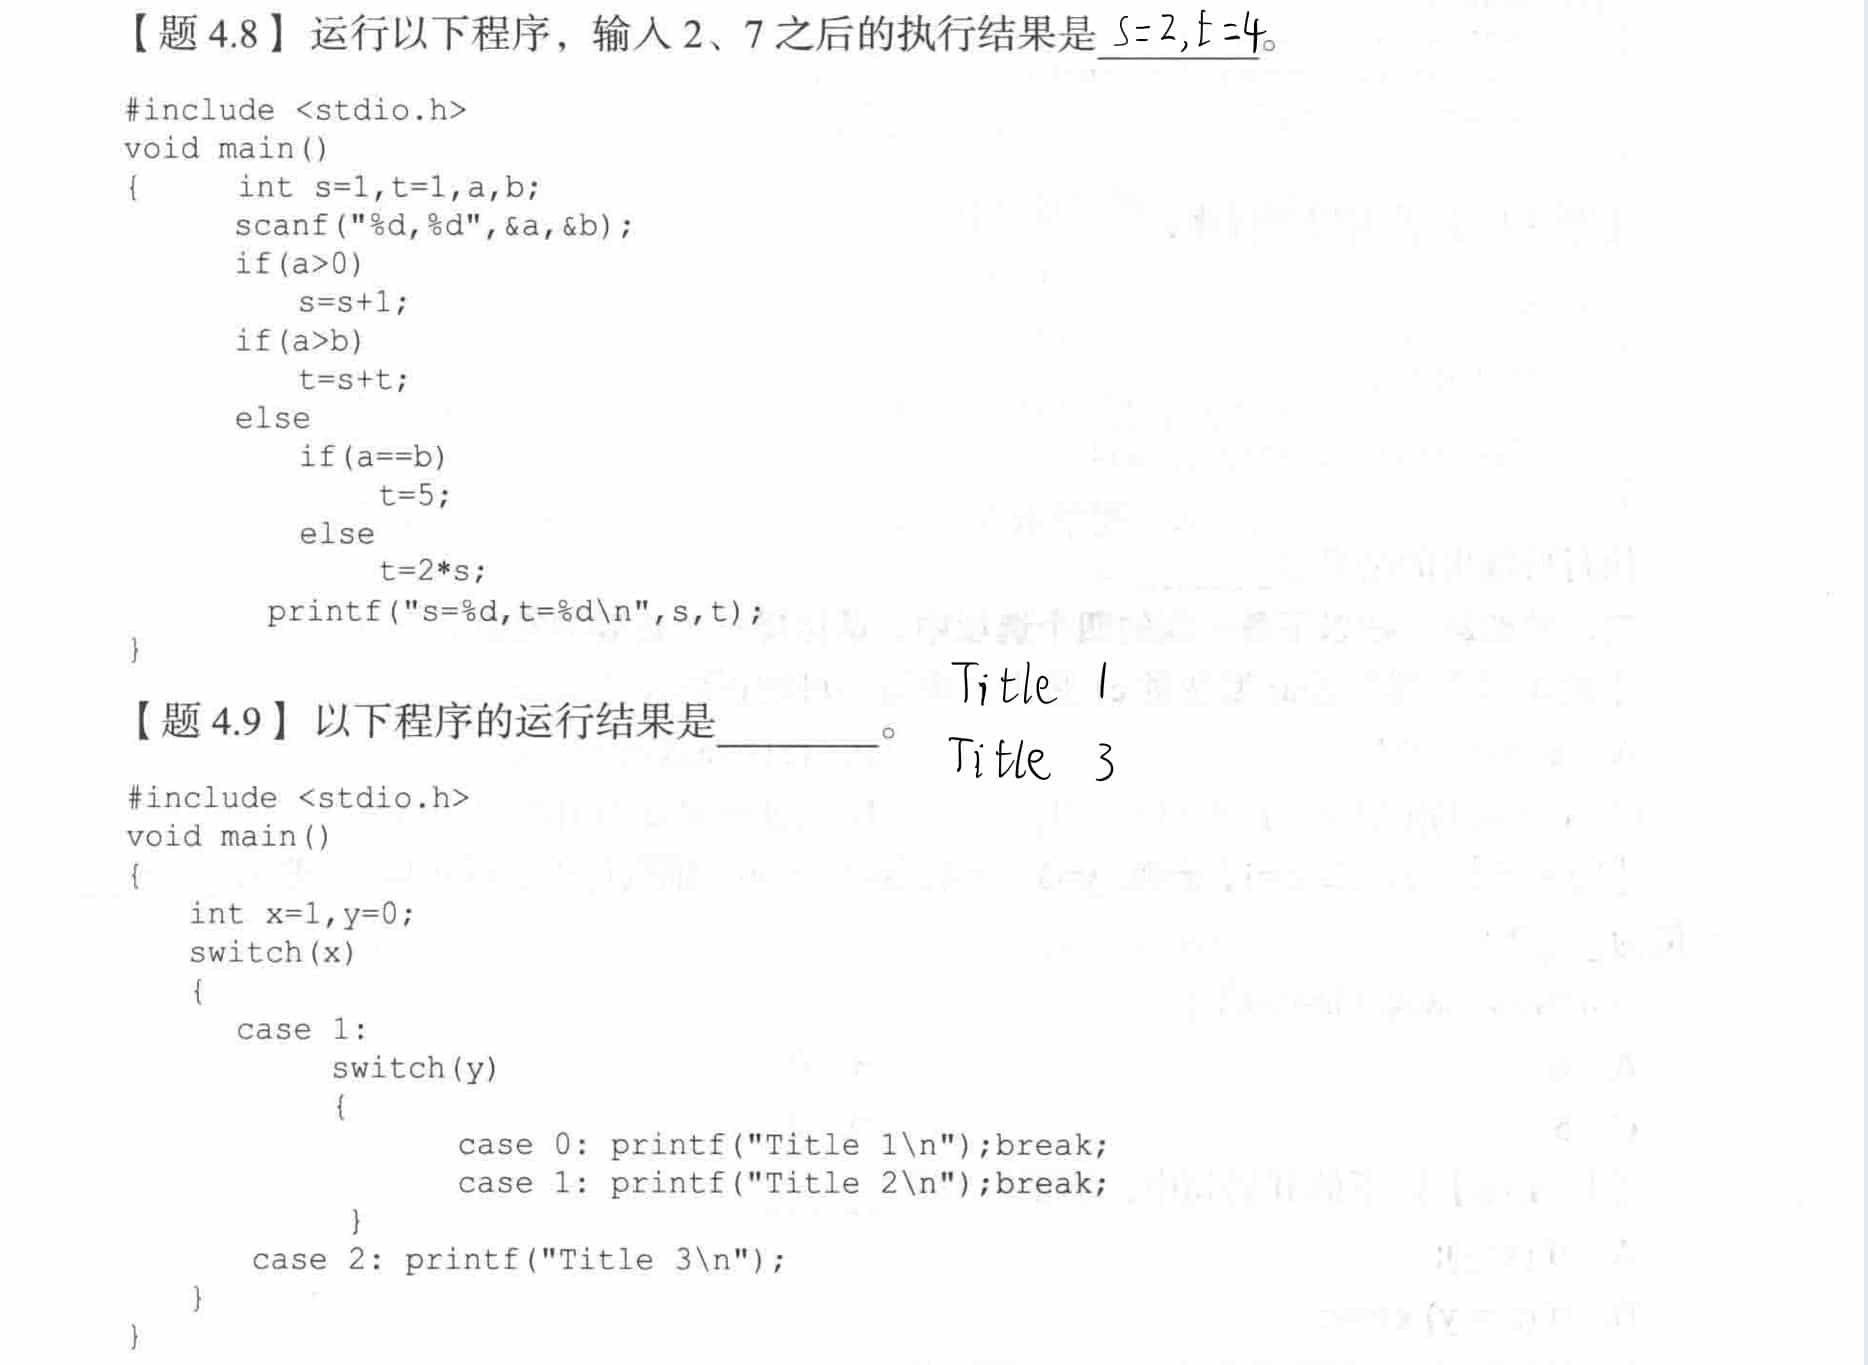 【题 4.8】运行以下程序，输入 2、7 之后的执行结果是 s=2,t=4。
#include <stdio.h>
void main()
{ int s=1,t=1,a,b;
scanf("%d,%d",&a,&b);
if(a>0)
s=s+1;
if(a>b)
t=s+t;
else
if(a==b)
t=5;
else
t=2*s;
printf("s=%d,t=%d\n",s,t);
}
Title 1
【题 4.9】以下程序的运行结果是________。
Title 3
#include <stdio.h>
void main()
{
int x=1,y=0;
switch(x)
{
case 1:
switch(y)
{
case 0: printf("Title 1\n");break;
case 1: printf("Title 2\n");break;
}
case 2: printf("Title 3\n");
}
}